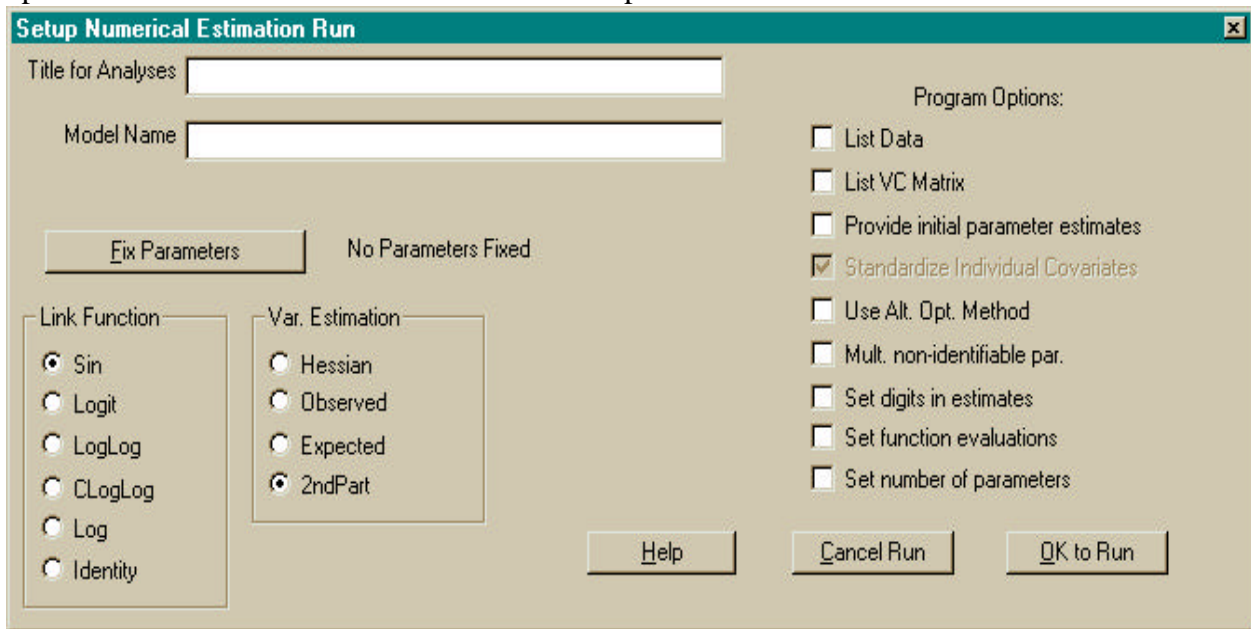 Setup Numerical Estimation Run
Title for Analyses
Model Name
Fix Parameters
No Parameters Fixed
Link Function
Sin
Logit
LogLog
CLogLog
Log
Identity
Var. Estimation
Hessian
Observed
Expected
2ndPart
Program Options:
List Data
List VC Matrix
Provide initial parameter estimates
Standardize Individual Covariates
Use Alt. Opt. Method
Mult. non-identifiable par.
Set digits in estimates
Set function evaluations
Set number of parameters
Help
Cancel Run
OK to Run